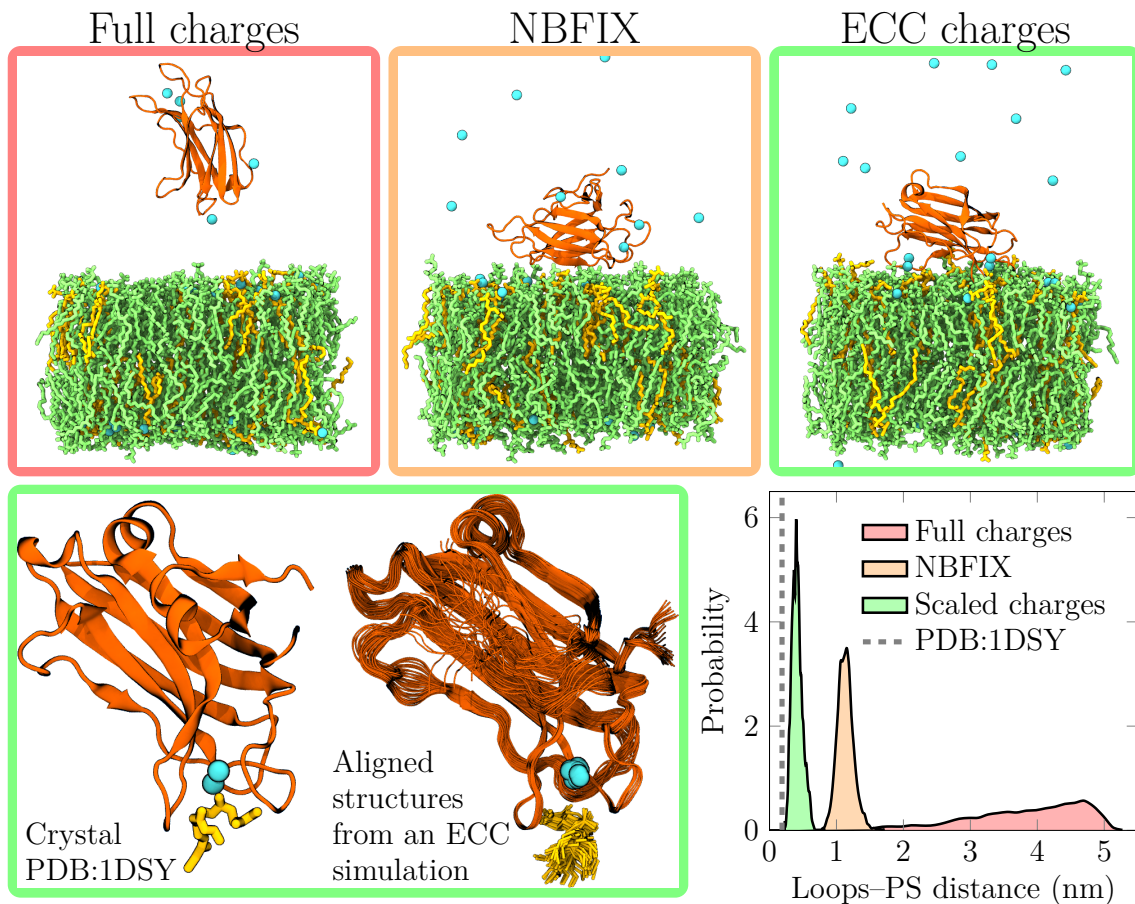 Full charges
NBFIX
ECC charges
Crystal
PDB:1DSY
Aligned
structures
from an ECC
simulation
Full charges
NBFIX
Scaled charges
PDB:1DSY
Probability
6
4
2
0
0 1 2 3 4 5
Loops–PS distance (nm)